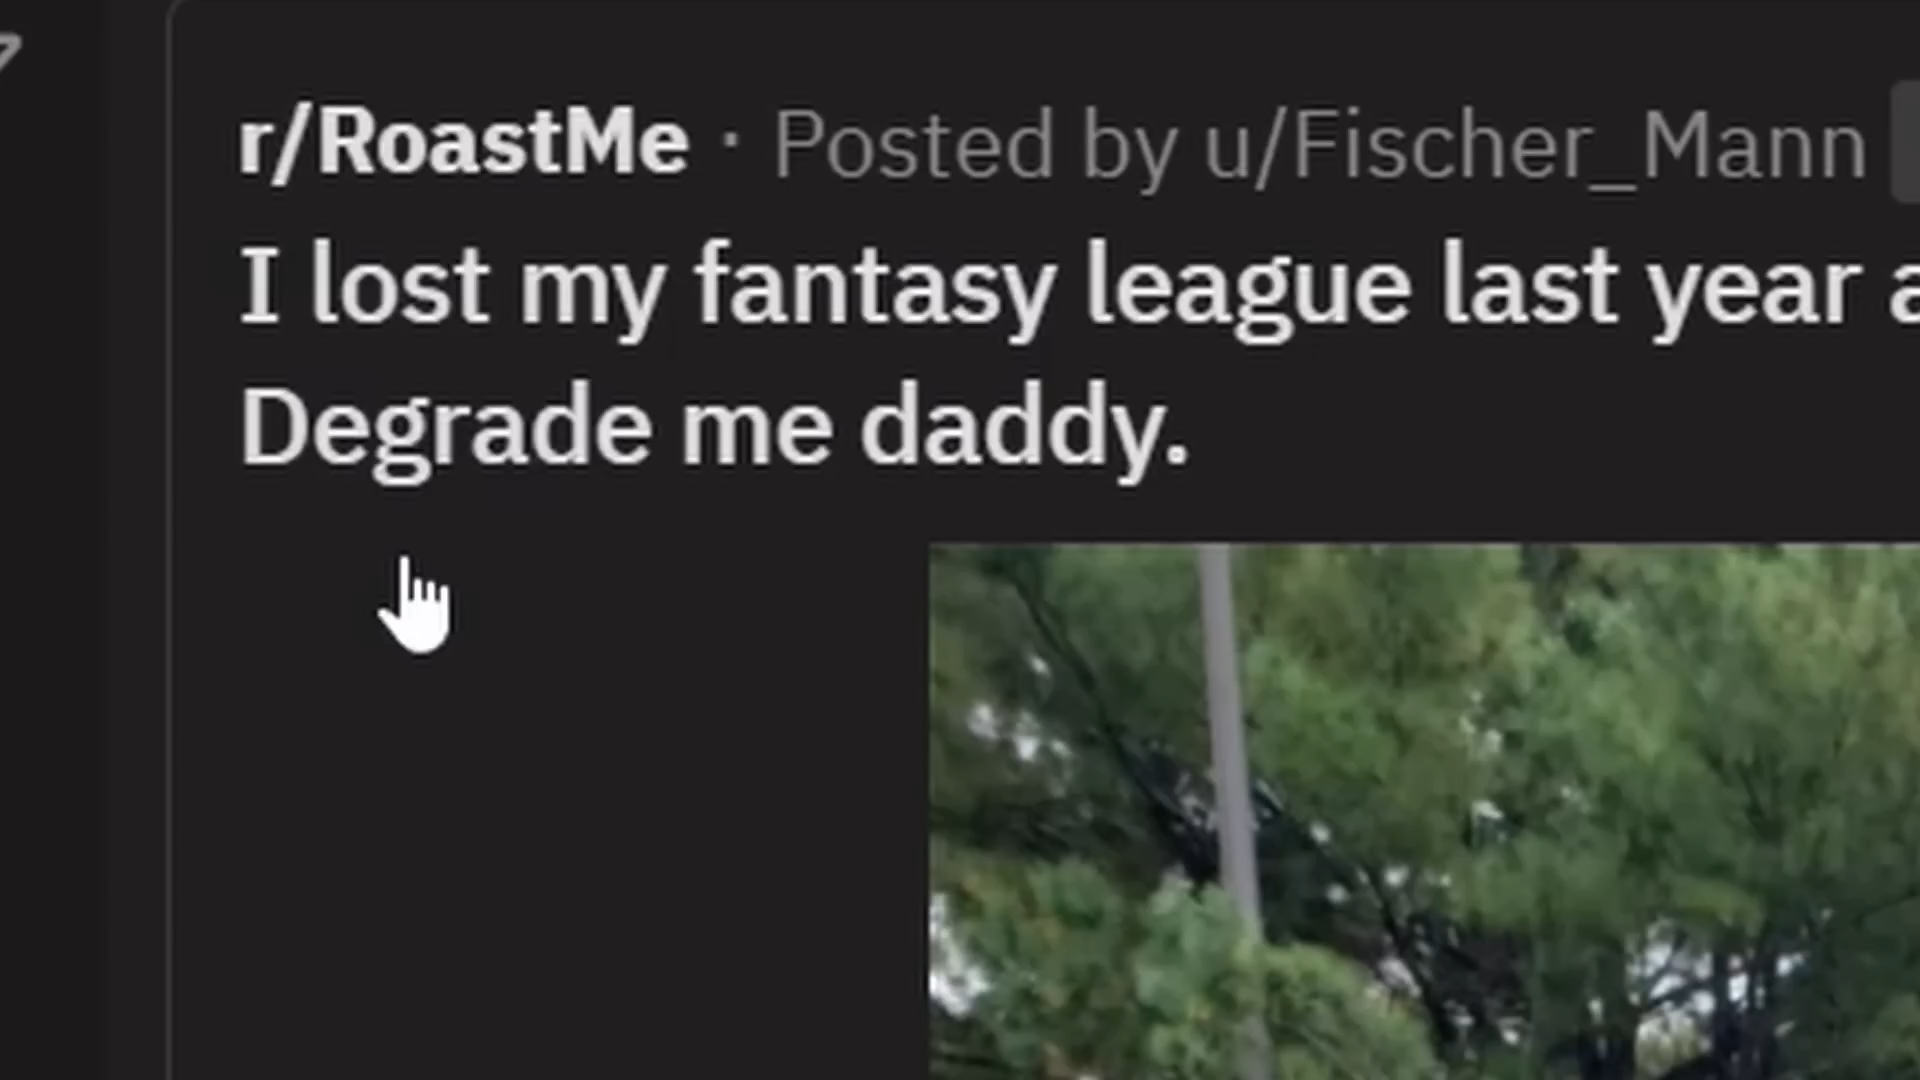 r/RoastMe · Posted by u/Fischer_Mann
I lost my fantasy league last year a
Degrade me daddy.